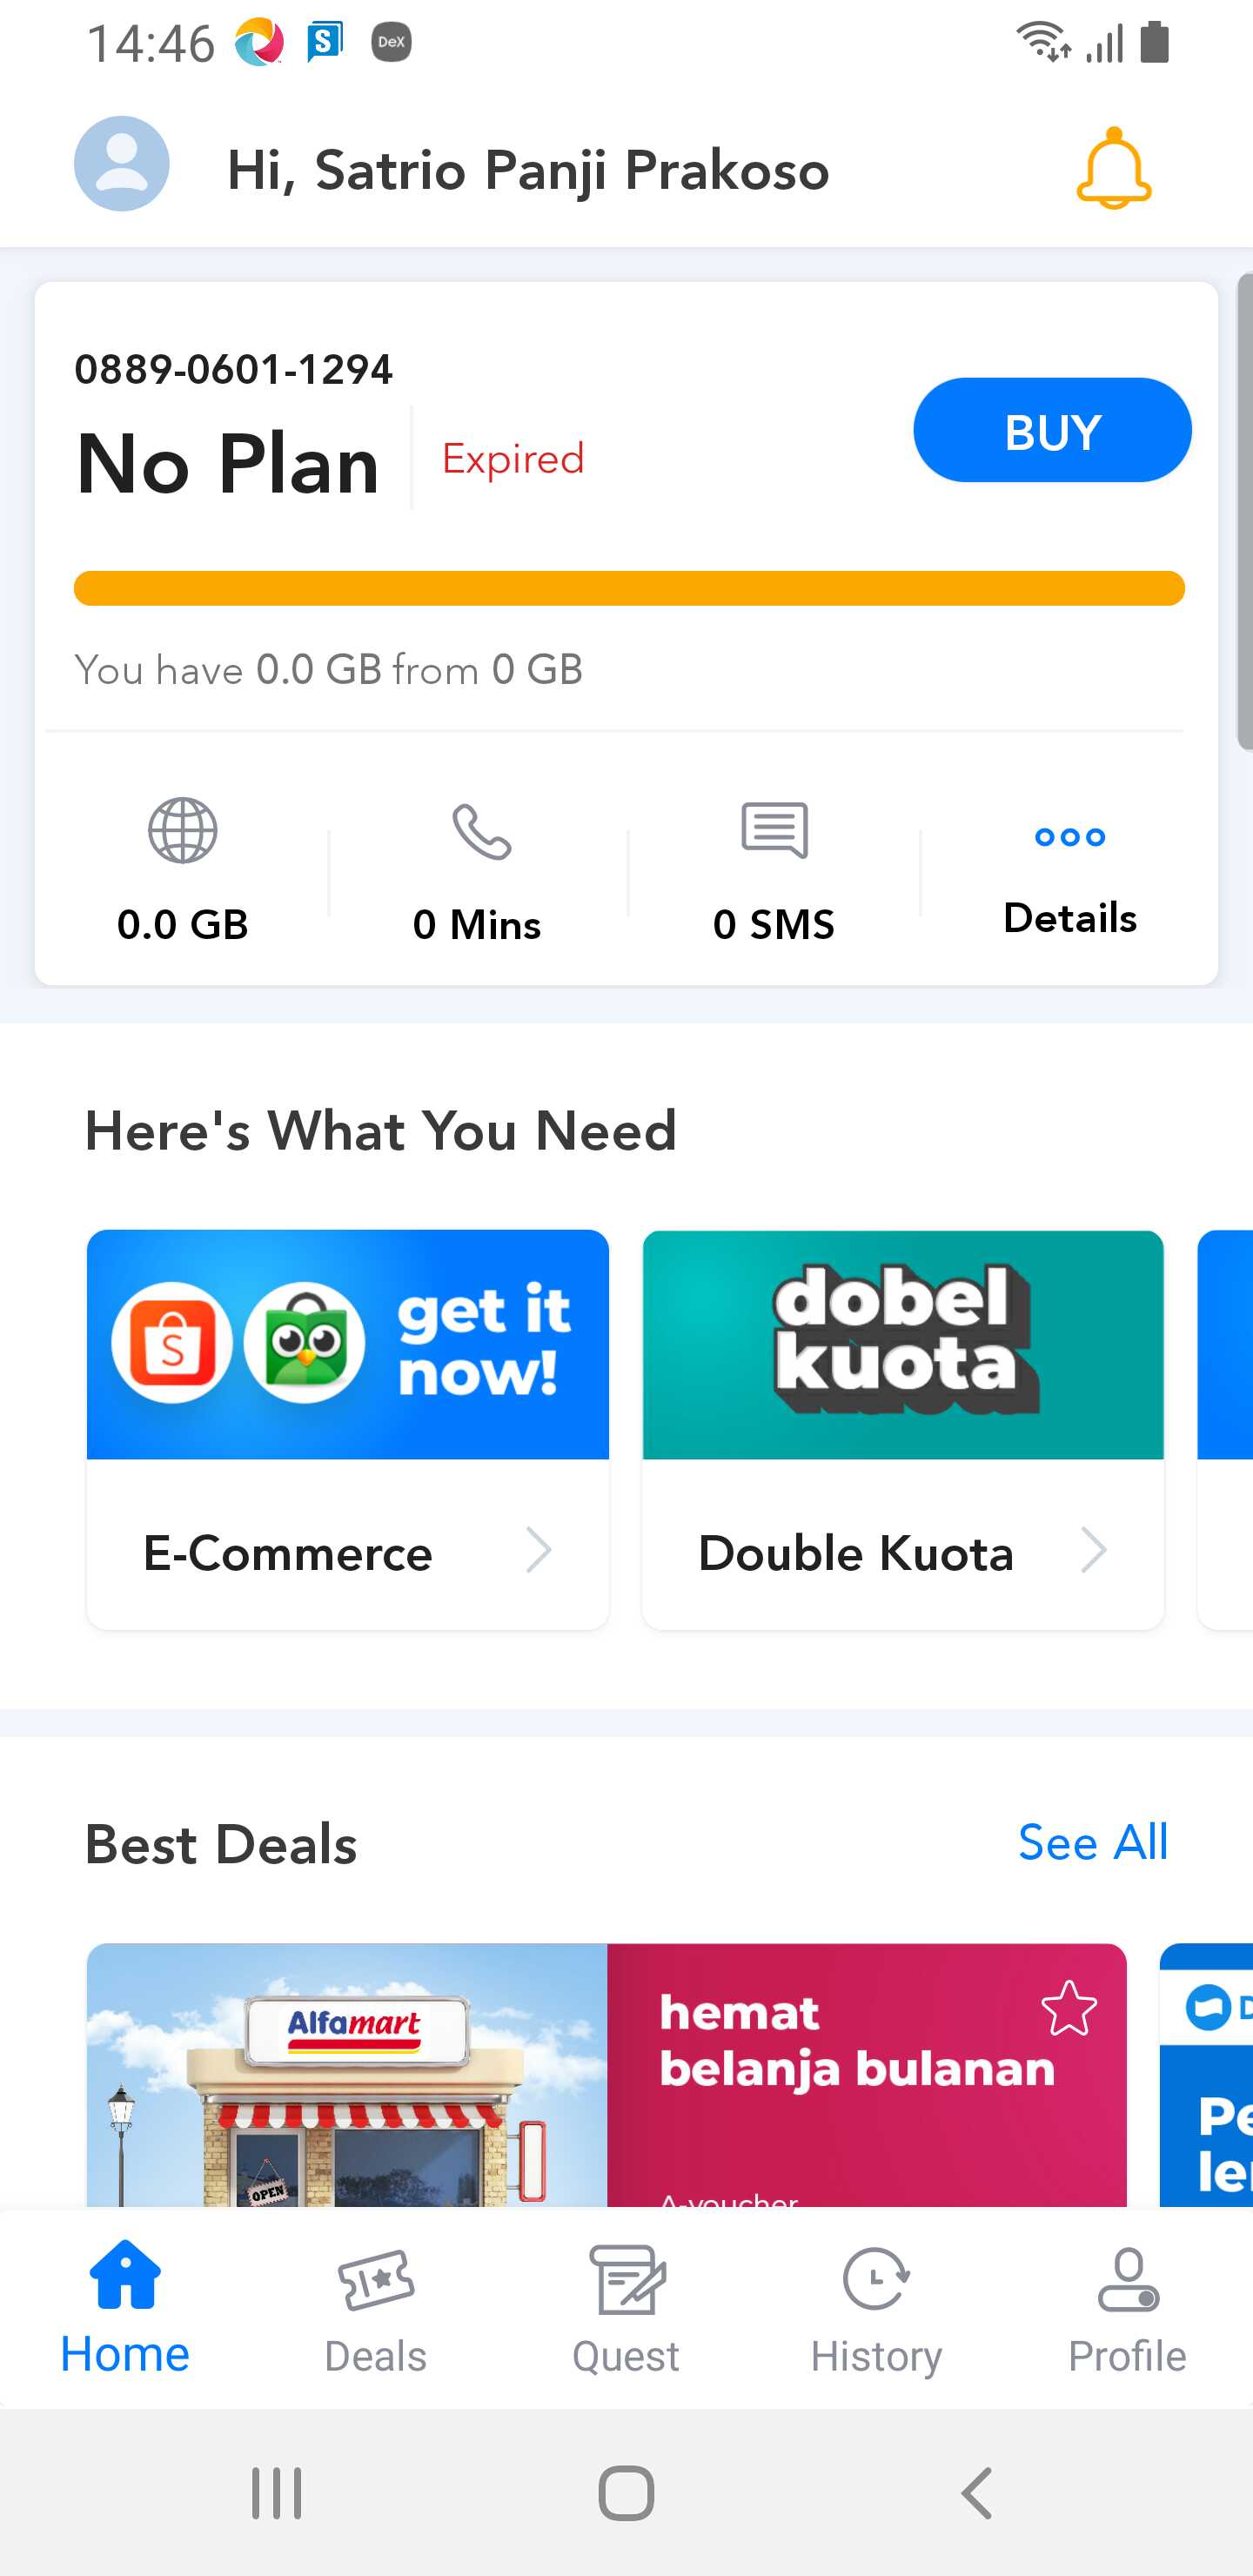 14:46
Hi, Satrio Panji Prakoso
0889-0601-1294
No Plan
Expired
BUY
You have 0.0 GB from 0 GB
0.0 GB
0 Mins
0 SMS
Details
Here's What You Need
get it
now!
dobel
kuota
E-Commerce
Double Kuota
Best Deals
See All
Alfamart
OPEN
hemat
belanja bulanan
A-voucher
D
Pe
le
Home
Deals
Quest
History
Profile